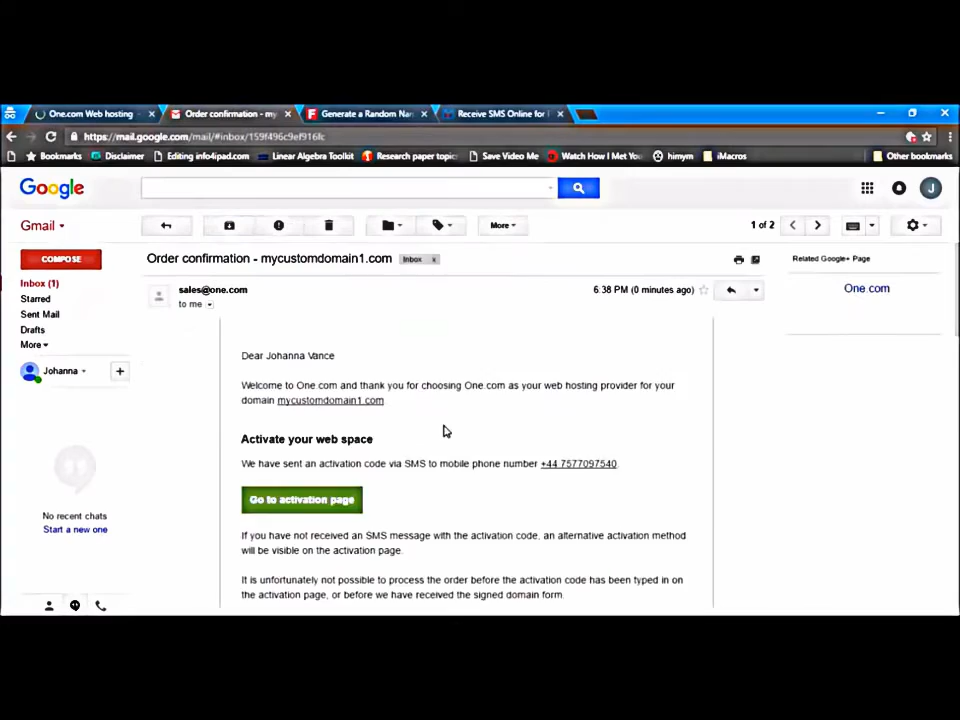 One.com Web hosting
Order confirmation - my
Generate a Random Nam
Receive SMS Online for
https://mail.google.com/mail/#inbox/159f496c9ef916fc
Bookmarks
Disclaimer
Editing info4ipad.com
Linear Algebra Toolkit
Research paper topic
Save Video Me
Watch How I Met You
himym
iMacros
Other bookmarks
Google
J
Gmail
More
1 of 2
COMPOSE
Order confirmation - mycustomdomain1.com
Inbox x
Related Google+ Page
Inbox (1)
sales@one.com
6:38 PM (0 minutes ago)
One.com
Starred
to me
Sent Mail
Drafts
More
Dear Johanna Vance
Johanna
Welcome to One.com and thank you for choosing One.com as your web hosting provider for your
domain mycustomdomain1.com
Activate your web space
We have sent an activation code via SMS to mobile phone number +44 7577097540.
Go to activation page
No recent chats
Start a new one
If you have not received an SMS message with the activation code, an alternative activation method
will be visible on the activation page.
It is unfortunately not possible to process the order before the activation code has been typed in on
the activation page, or before we have received the signed domain form.